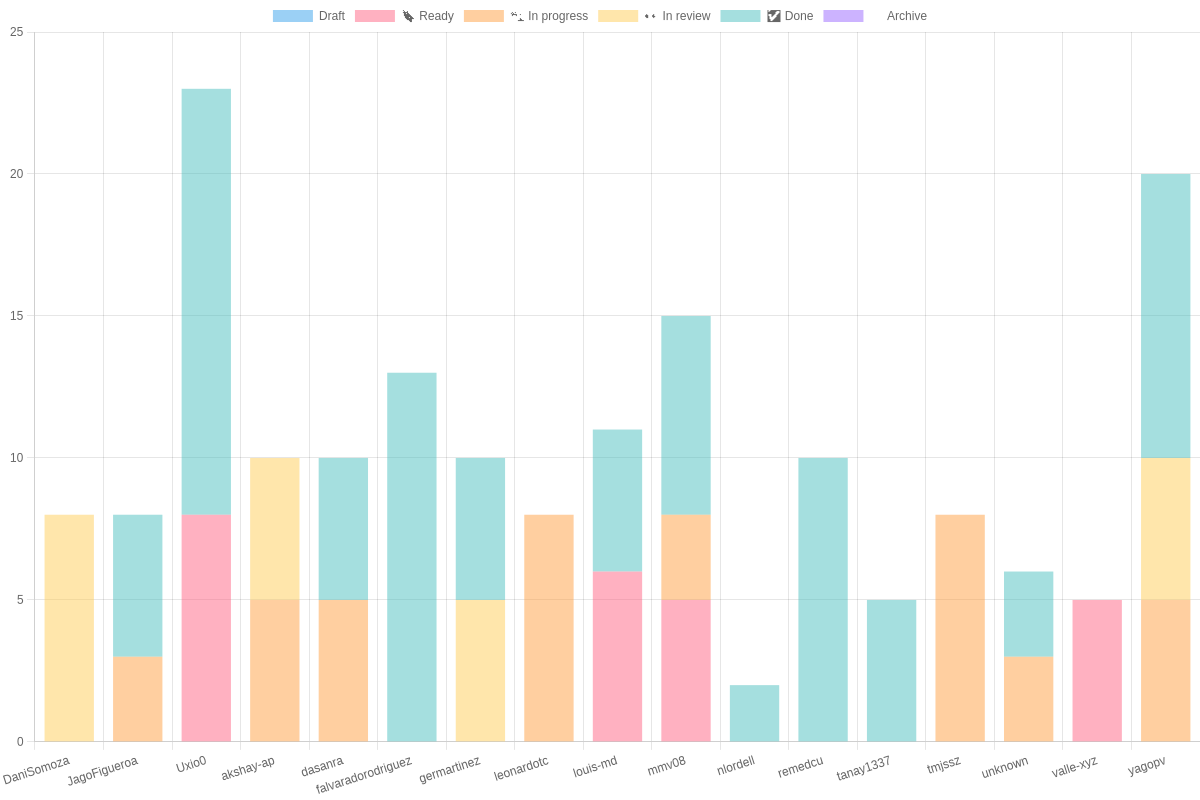 Draft 🔖 Ready 🏗 In progress 👀 In review ✅ Done Archive
25
20
15
10
5
0
DaniSomoza
JagoFigueroa
Uxio0
akshay-ap
dasanra
falvaradorodriguez
germartinez
leonardotc
louis-md
mmv08
nlordell
remedcu
tanay1337
tmjssz
unknown
valle-xyz
yagopv